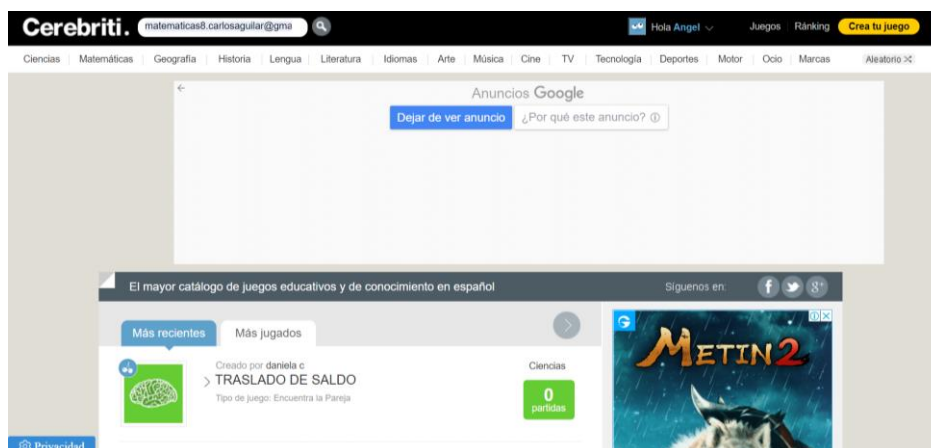 Cerebriti. matematicas8.carlosaguilar@gma Hola Angel Juegos Ránking Crea tu juego
Ciencias Matemáticas Geografía Historia Lengua Literatura Idiomas Arte Música Cine TV Tecnología Deportes Motor Ocio Marcas Aleatorio
Anuncios Google
Dejar de ver anuncio ¿Por qué este anuncio?
El mayor catálogo de juegos educativos y de conocimiento en español Síguenos en:
Más recientes Más jugados
Creado por daniela c Ciencias
TRASLADO DE SALDO
Tipo de juego: Encuentra la Pareja
0
partidas
METIN2
Privacidad